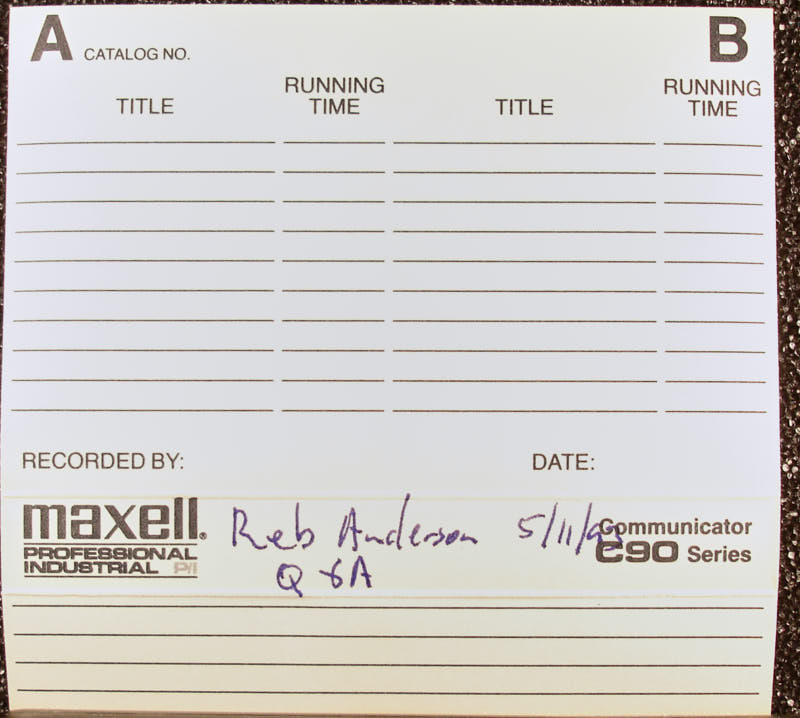 A CATALOG NO. B
TITLE RUNNING TIME TITLE RUNNING TIME
RECORDED BY: DATE:
maxell® Reb Anderson 5/11/93 Communicator
PROFESSIONAL INDUSTRIAL P/I Q & A C90 Series